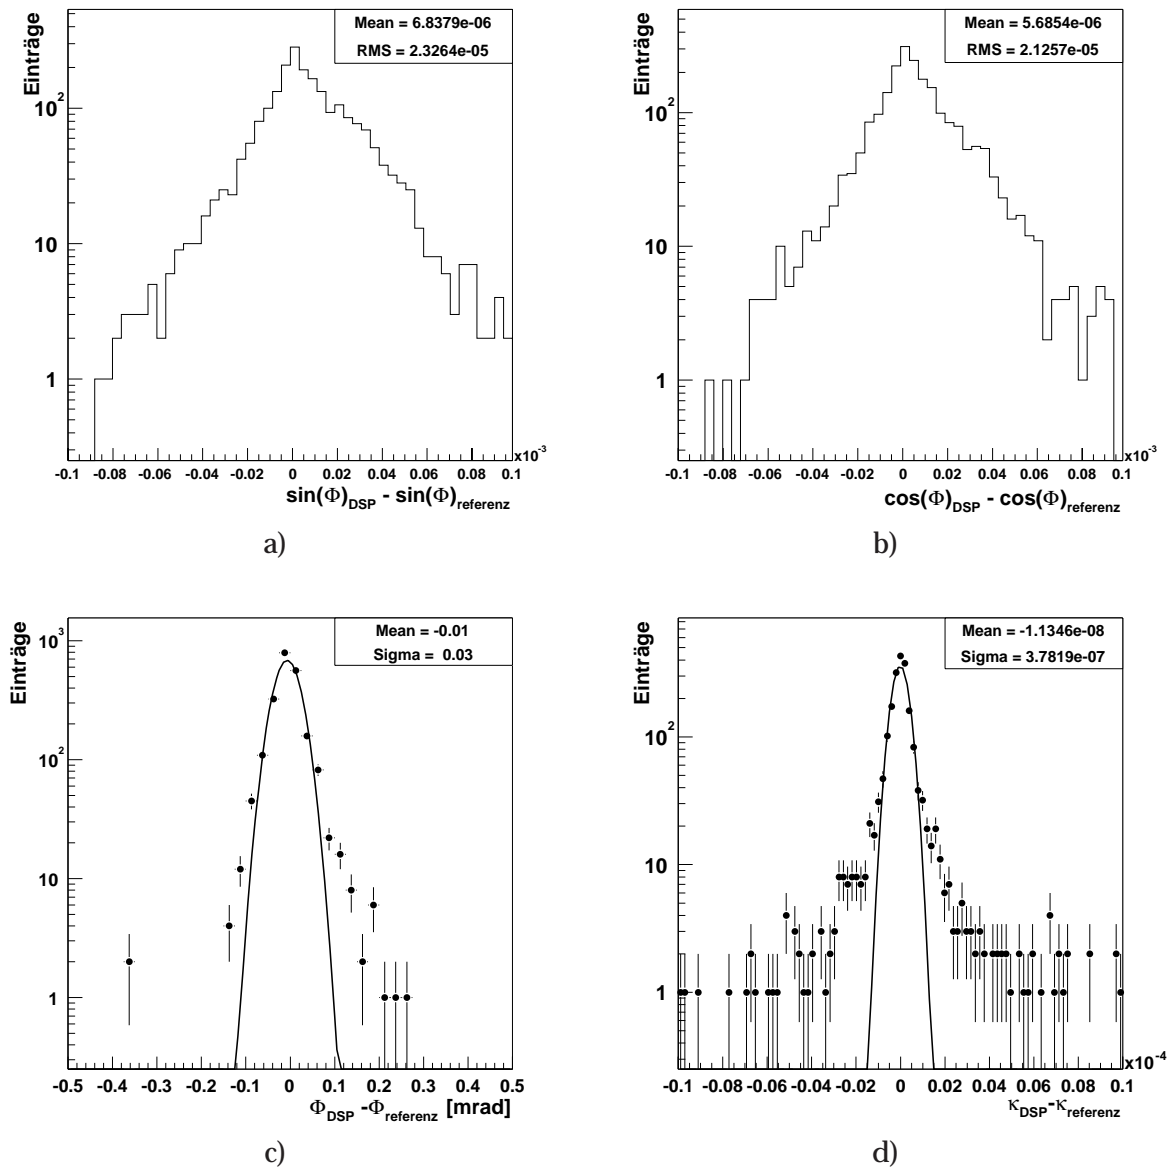 Einträge
Mean = 6.8379e-06
RMS = 2.3264e-05
10²
10
1
-0.1 -0.08 -0.06 -0.04 -0.02 0 0.02 0.04 0.06 0.08 0.1
x10⁻³
sin(Φ)DSP - sin(Φ)referenz
a)
Einträge
Mean = 5.6854e-06
RMS = 2.1257e-05
10²
10
1
-0.1 -0.08 -0.06 -0.04 -0.02 0 0.02 0.04 0.06 0.08 0.1
x10⁻³
cos(Φ)DSP - cos(Φ)referenz
b)
Einträge
Mean = -0.01
Sigma = 0.03
10³
10²
10
1
-0.5 -0.4 -0.3 -0.2 -0.1 0 0.1 0.2 0.3 0.4 0.5
ΦDSP -Φreferenz [mrad]
c)
Einträge
Mean = -1.1346e-08
Sigma = 3.7819e-07
10²
10
1
-0.1 -0.08 -0.06 -0.04 -0.02 0 0.02 0.04 0.06 0.08 0.1
x10⁻⁴
κDSP-κreferenz
d)